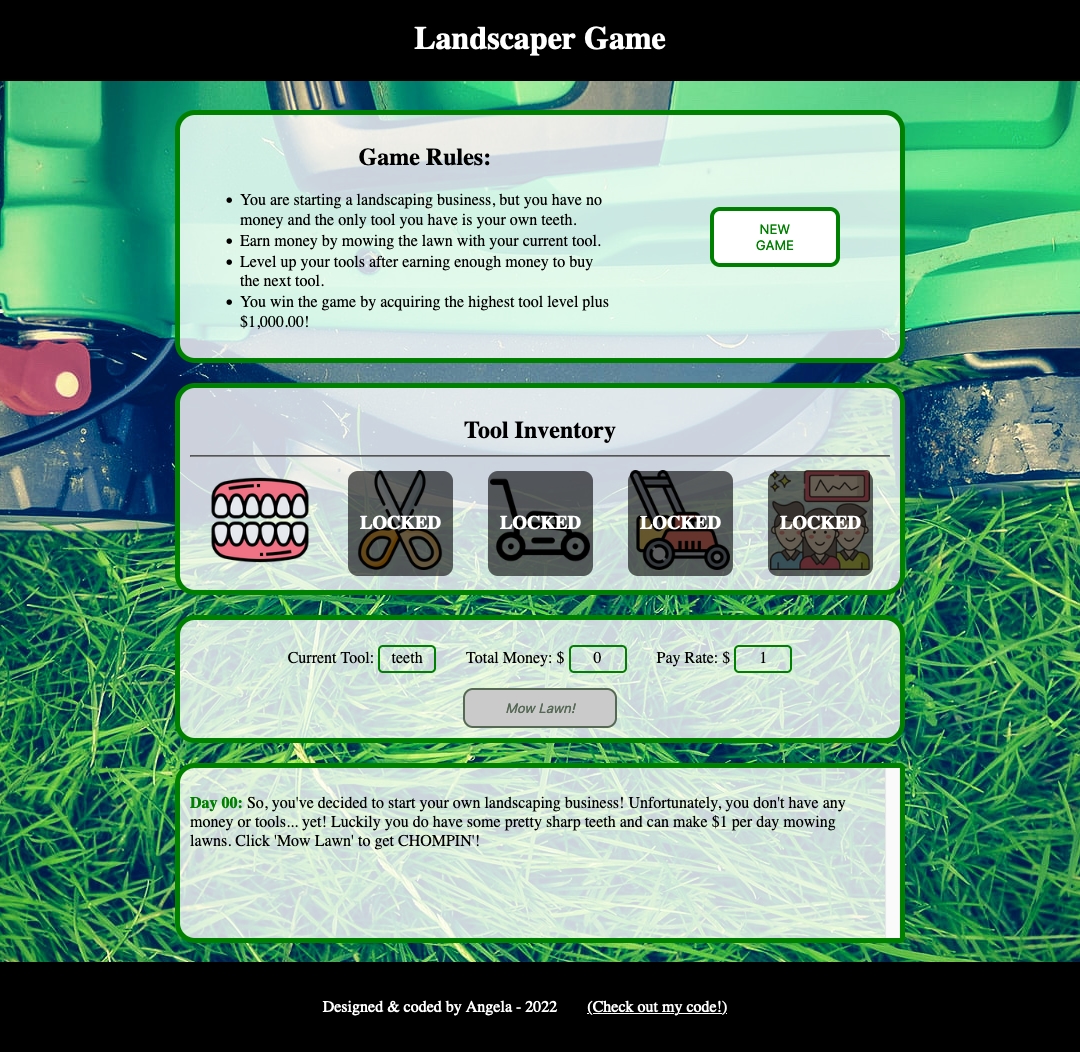 Landscaper Game
Game Rules:
• You are starting a landscaping business, but you have no
money and the only tool you have is your own teeth.
• Earn money by mowing the lawn with your current tool.
• Level up your tools after earning enough money to buy
the next tool.
• You win the game by acquiring the highest tool level plus
$1,000.00!
NEW
GAME
Tool Inventory
LOCKED LOCKED LOCKED LOCKED
Current Tool: teeth Total Money: $ 0 Pay Rate: $ 1
Mow Lawn!
Day 00: So, you've decided to start your own landscaping business! Unfortunately, you don't have any
money or tools... yet! Luckily you do have some pretty sharp teeth and can make $1 per day mowing
lawns. Click 'Mow Lawn' to get CHOMPIN'!
Designed & coded by Angela - 2022 (Check out my code!)